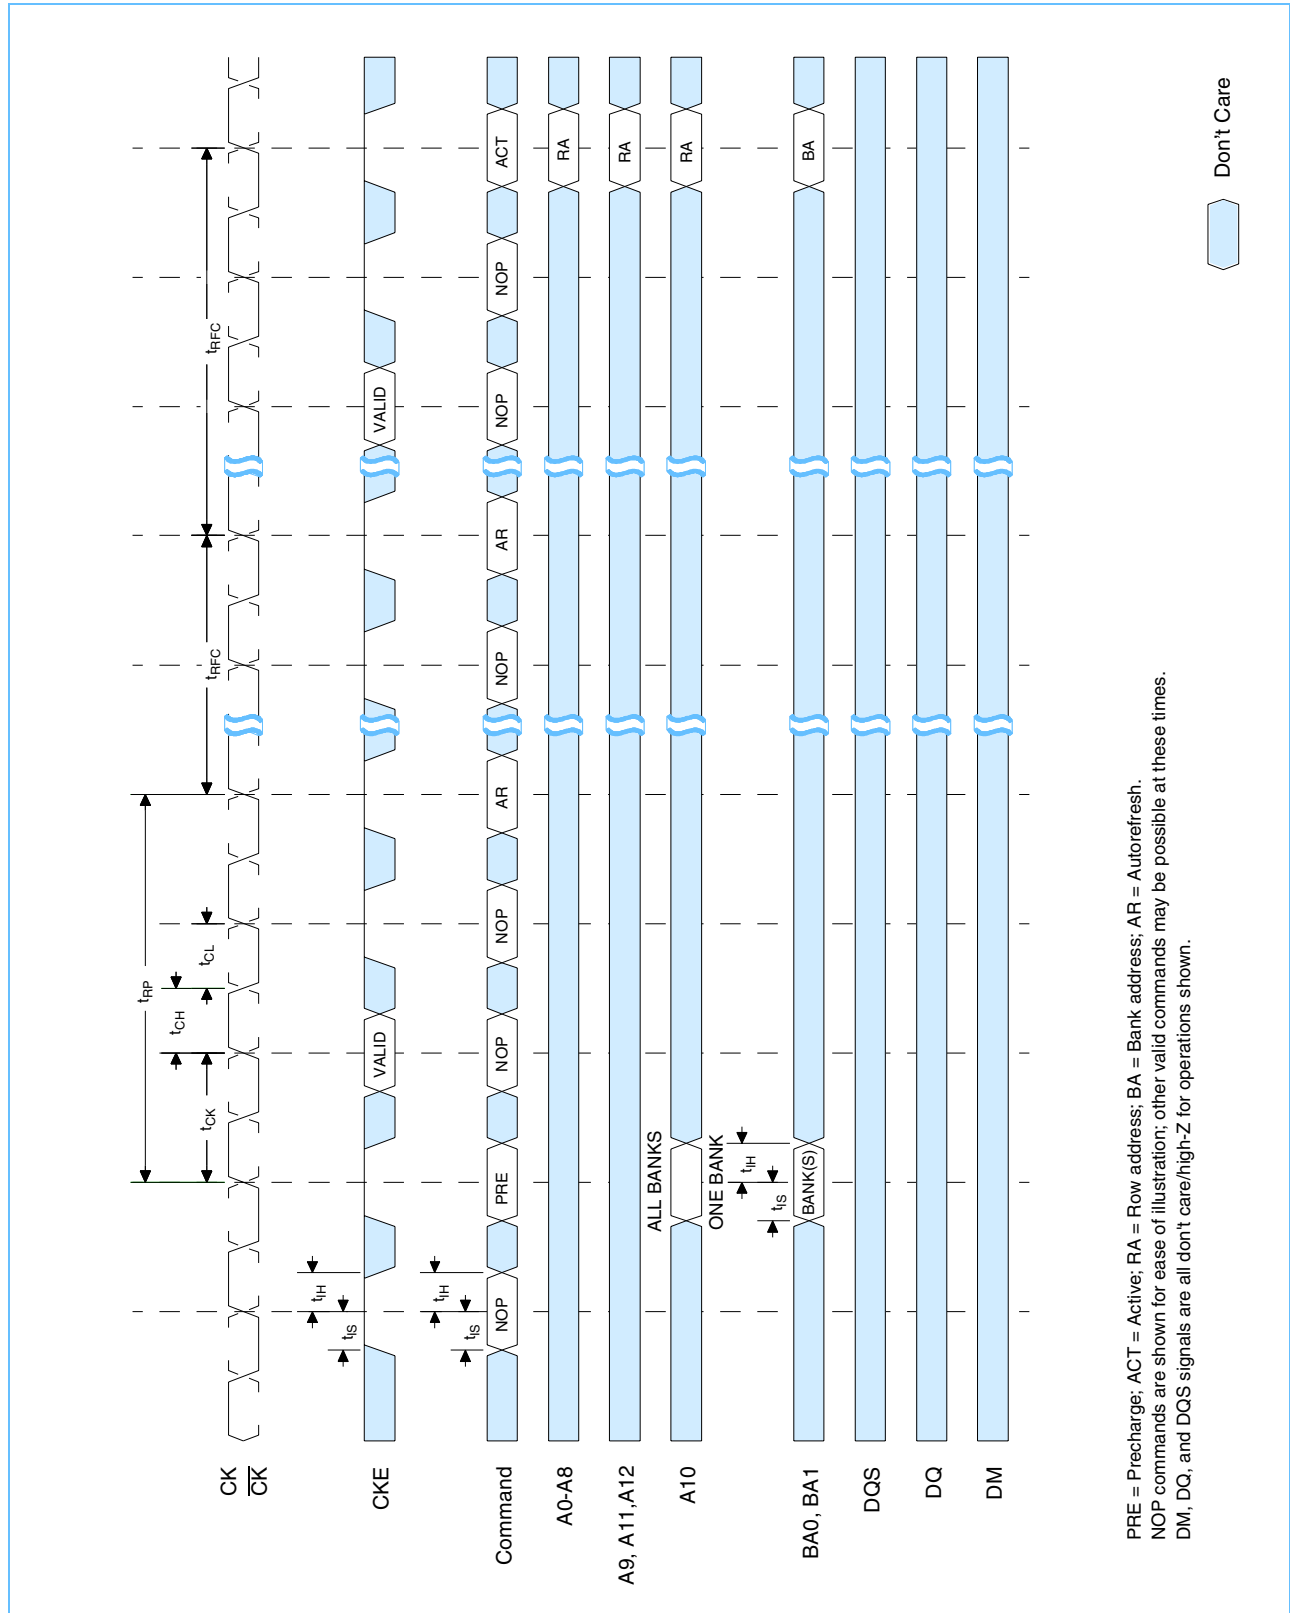 tRP
tCK
tCH
tCL
tRFC
tRFC
CK
CK
tIS
tIH
CKE
VALID
VALID
tIS
tIH
Command
NOP
PRE
NOP
NOP
AR
NOP
AR
NOP
NOP
ACT
A0-A8
RA
A9, A11,A12
RA
ALL BANKS
A10
RA
ONE BANK
tIS
tIH
BA0, BA1
BANK(S)
BA
DQS
DQ
DM
PRE = Precharge; ACT = Active; RA = Row address; BA = Bank address; AR = Autorefresh.
NOP commands are shown for ease of illustration; other valid commands may be possible at these times.
DM, DQ, and DQS signals are all don't care/high-Z for operations shown.
Don't Care